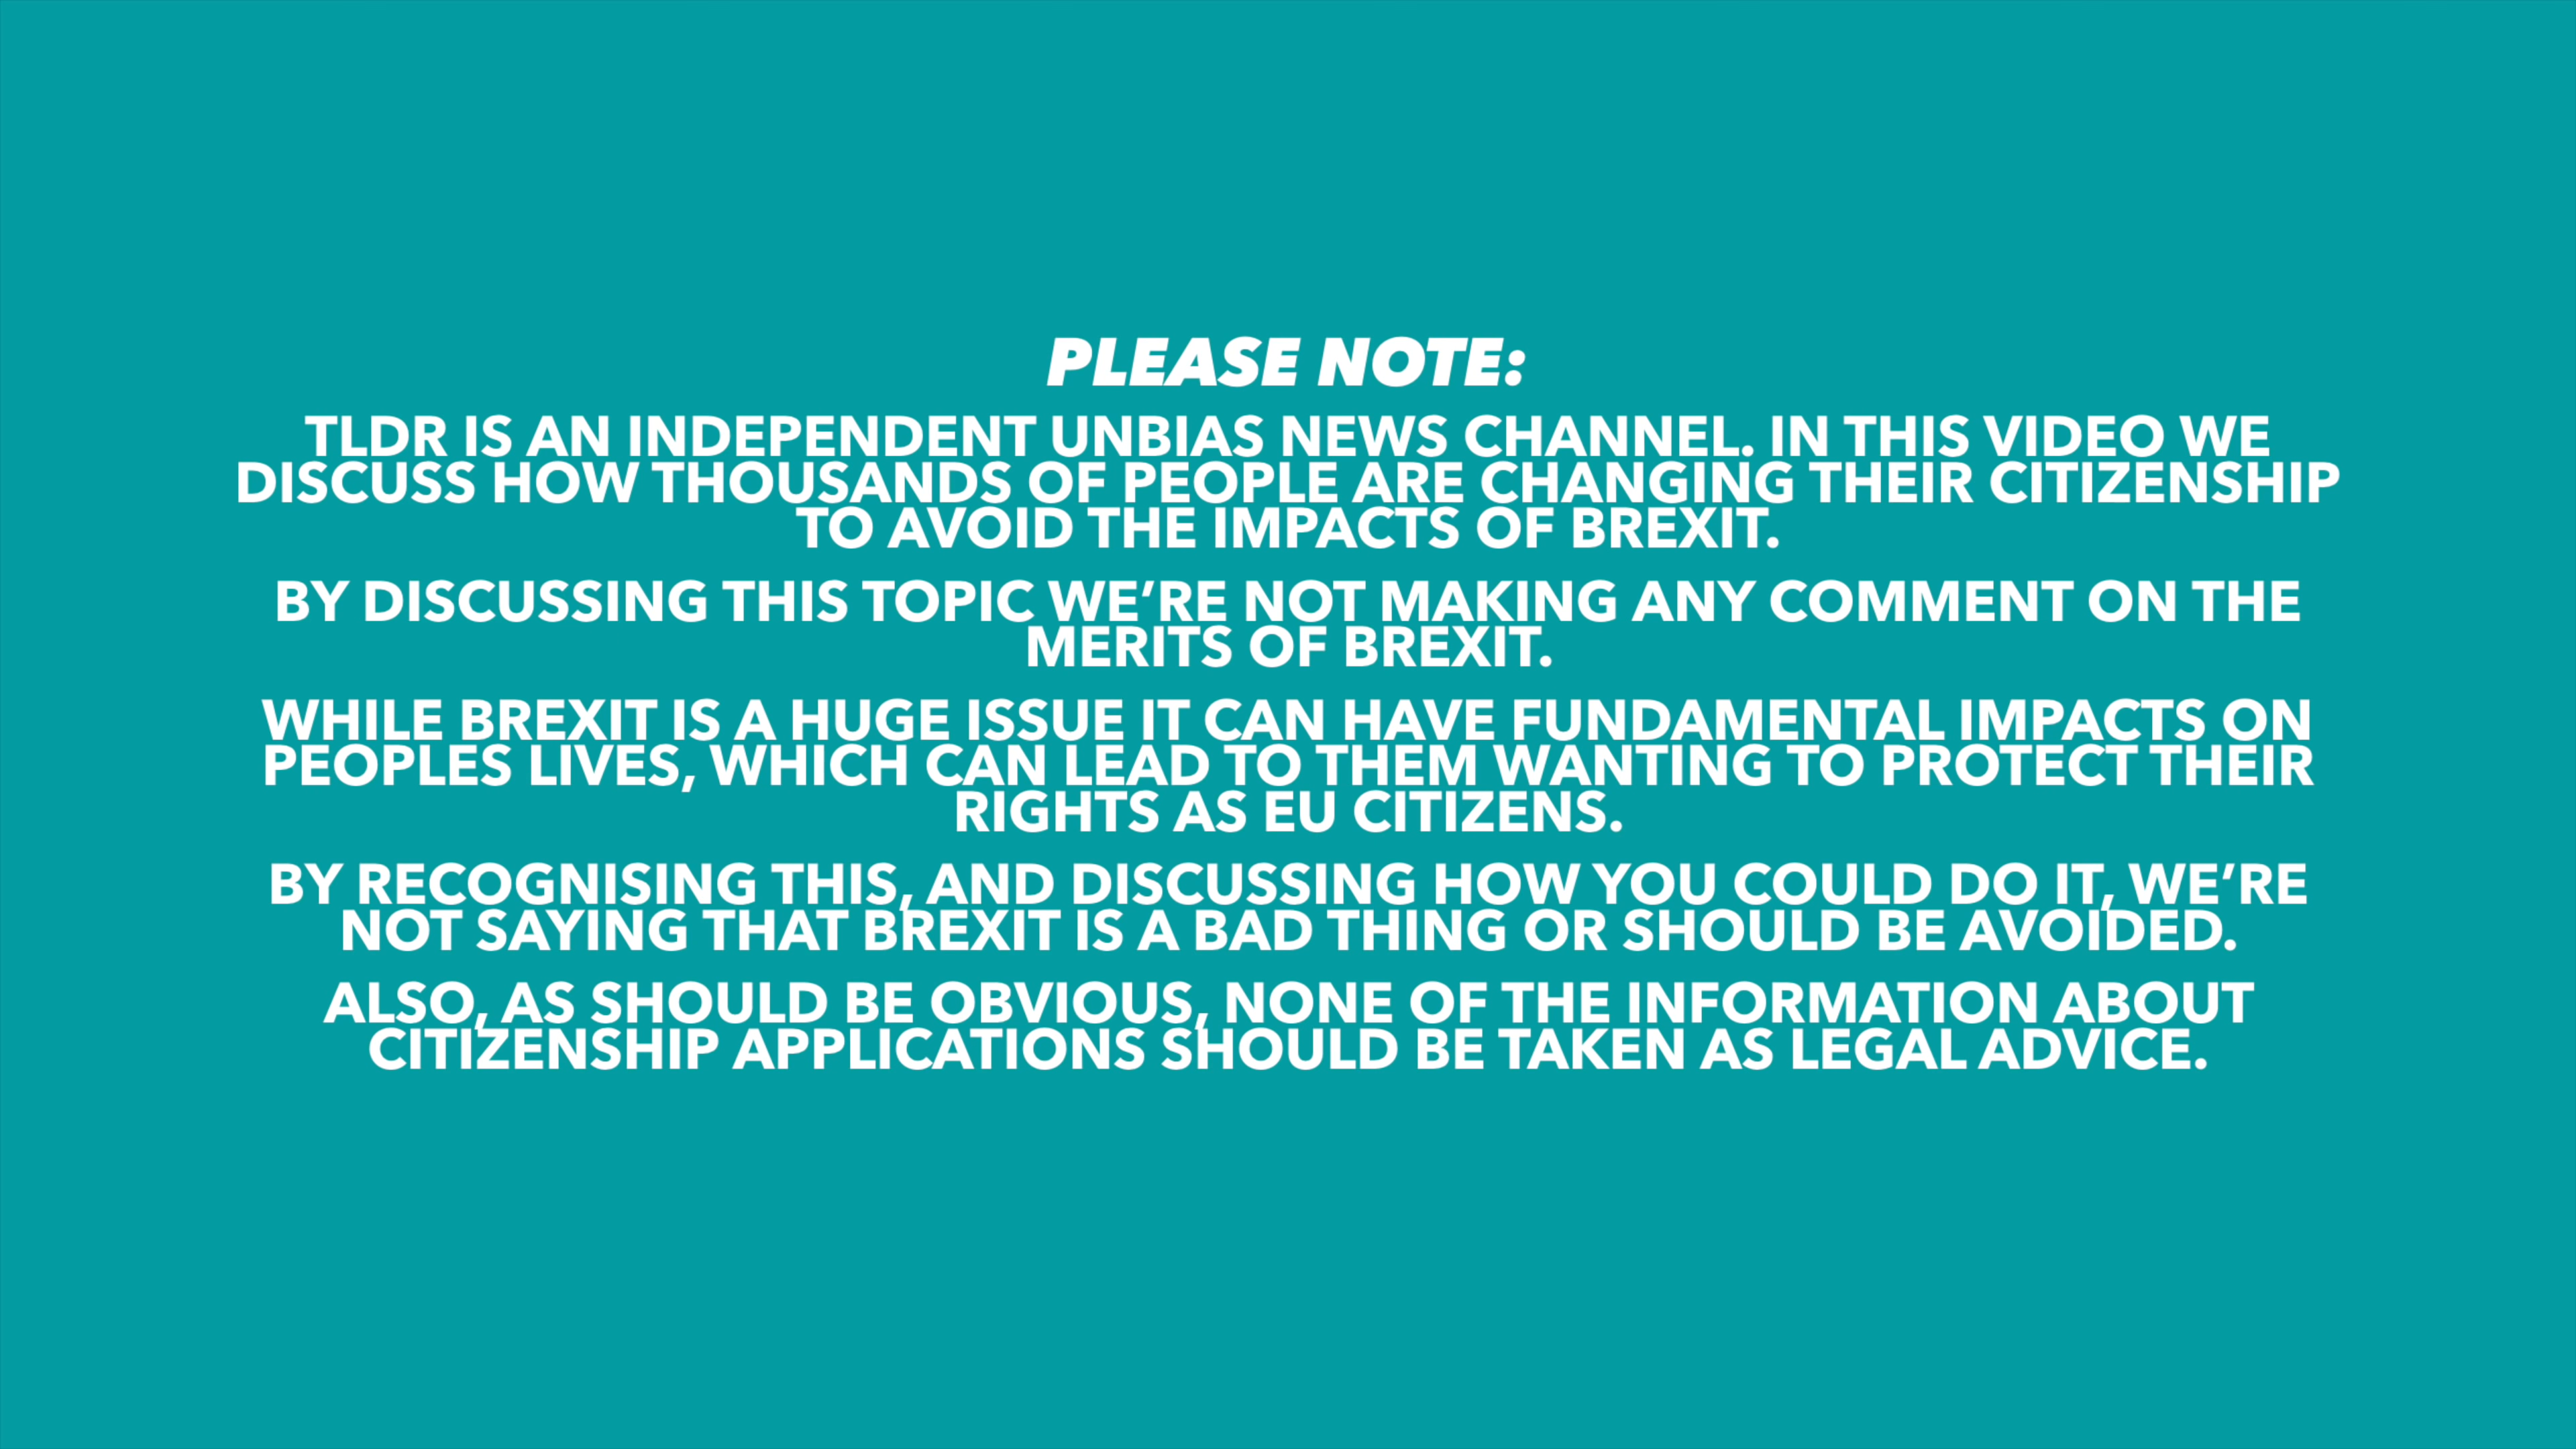 PLEASE NOTE:
TLDR IS AN INDEPENDENT UNBIAS NEWS CHANNEL. IN THIS VIDEO WE
DISCUSS HOW THOUSANDS OF PEOPLE ARE CHANGING THEIR CITIZENSHIP
TO AVOID THE IMPACTS OF BREXIT.
BY DISCUSSING THIS TOPIC WE’RE NOT MAKING ANY COMMENT ON THE
MERITS OF BREXIT.
WHILE BREXIT IS A HUGE ISSUE IT CAN HAVE FUNDAMENTAL IMPACTS ON
PEOPLES LIVES, WHICH CAN LEAD TO THEM WANTING TO PROTECT THEIR
RIGHTS AS EU CITIZENS.
BY RECOGNISING THIS, AND DISCUSSING HOW YOU COULD DO IT, WE’RE
NOT SAYING THAT BREXIT IS A BAD THING OR SHOULD BE AVOIDED.
ALSO, AS SHOULD BE OBVIOUS, NONE OF THE INFORMATION ABOUT
CITIZENSHIP APPLICATIONS SHOULD BE TAKEN AS LEGAL ADVICE.